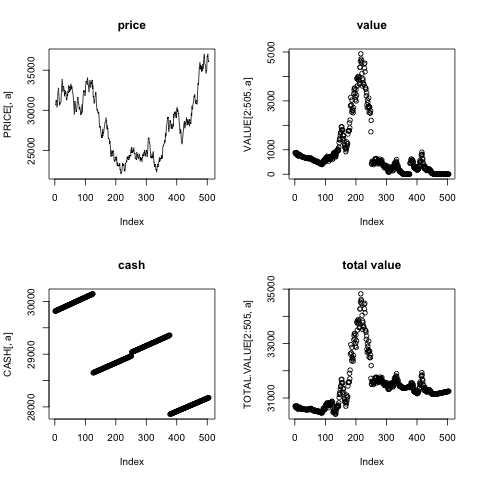 price
PRICE[, a]
25000 30000 35000
0 100 200 300 400 500
Index
value
VALUE[2:505, a]
0 1000 3000 5000
0 100 200 300 400 500
Index
cash
CASH[, a]
28000 29000 30000
0 100 200 300 400 500
Index
total value
TOTAL.VALUE[2:505, a]
31000 33000 35000
0 100 200 300 400 500
Index